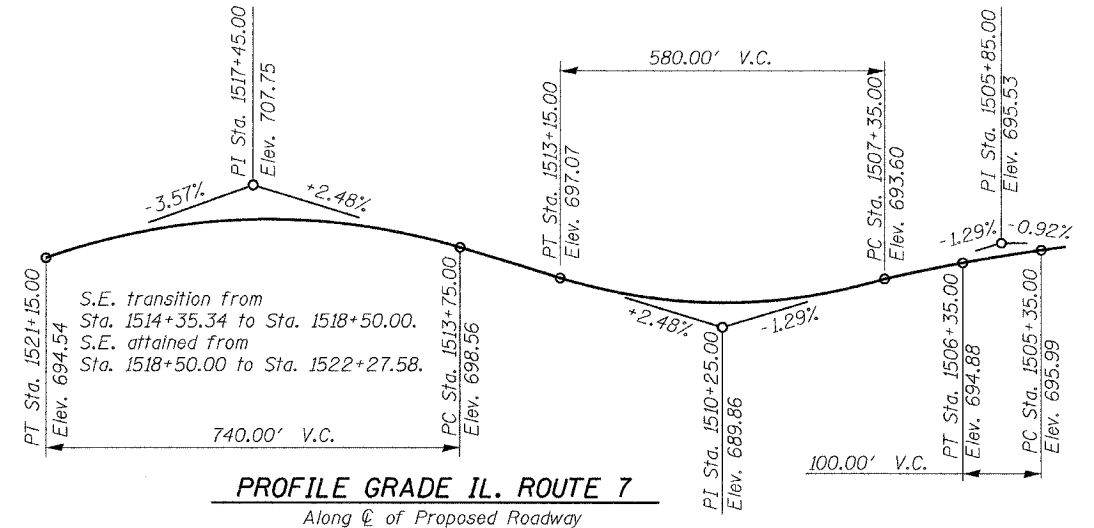 PI Sta. 1517+45.00
Elev. 707.75
-3.57%
+2.48%
PT Sta. 1521+15.00
Elev. 694.54
S.E. transition from
Sta. 1514+35.34 to Sta. 1518+50.00.
S.E. attained from
Sta. 1518+50.00 to Sta. 1522+27.58.
PC Sta. 1513+75.00
Elev. 698.56
740.00' V.C.
580.00' V.C.
PT Sta. 1513+15.00
Elev. 697.07
PC Sta. 1507+35.00
Elev. 693.60
+2.48%
-1.29%
PI Sta. 1510+25.00
Elev. 689.86
PI Sta. 1505+85.00
Elev. 695.53
-1.29%
-0.92%
PT Sta. 1506+35.00
Elev. 694.88
PC Sta. 1505+35.00
Elev. 695.99
100.00' V.C.
PROFILE GRADE IL. ROUTE 7
Along ℄ of Proposed Roadway